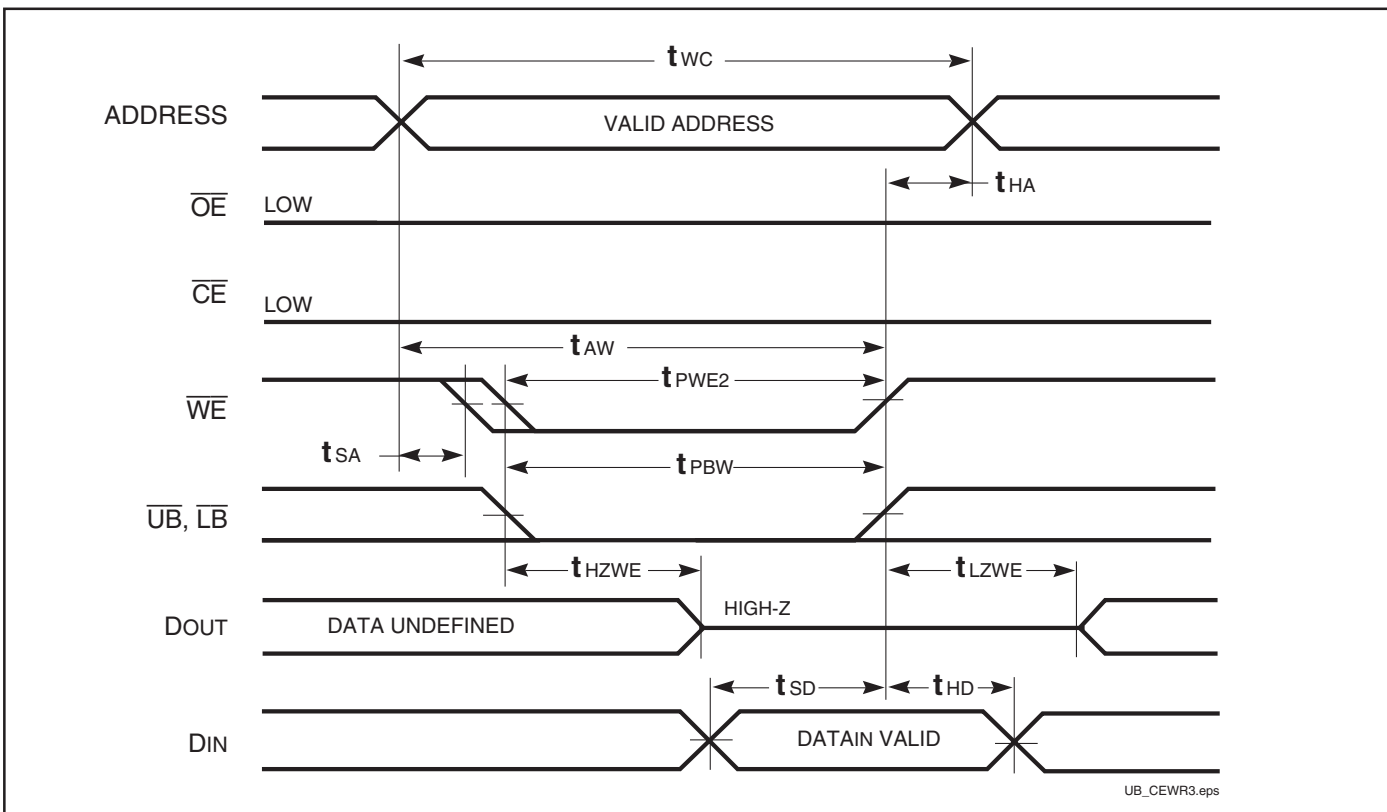 tWC
ADDRESS
VALID ADDRESS
tHA
OE
LOW
CE
LOW
tAW
tPWE2
WE
tSA
tPBW
UB, LB
tHZWE
tLZWE
DOUT
DATA UNDEFINED
HIGH-Z
tSD
tHD
DIN
DATAIN VALID
UB_CEWR3.eps